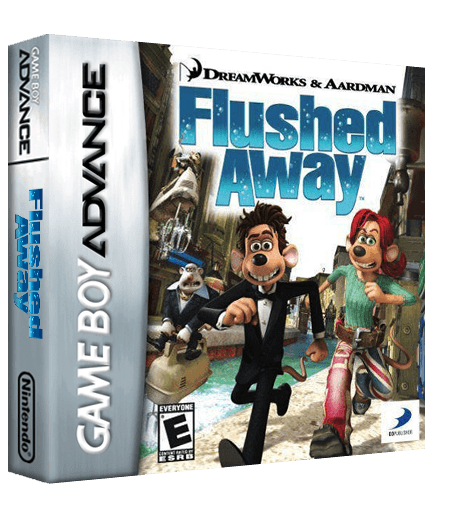 GAME BOY ADVANCE
Flushed
Away
Nintendo
GAME BOY ADVANCE
DREAMWORKS & AARDMAN
Flushed
Away
™
EVERYONE
E
CONTENT RATED BY
ESRB
D3PUBLISHER